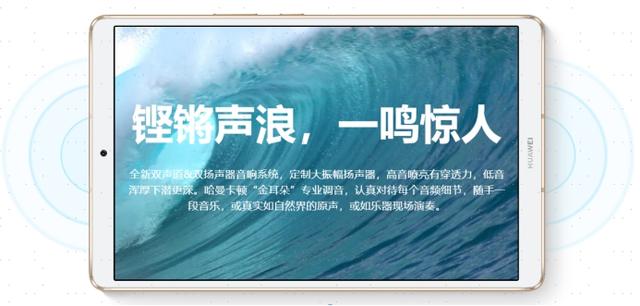 铿锵声浪，一鸣惊人
全新双声道&双扬声器音响系统，定制大振幅扬声器，高音嘹亮有穿透力，低音
浑厚下潜更深。哈曼卡顿“金耳朵”专业调音，认真对待每个音频细节，随手一
段音乐，或真实如自然界的原声，或如乐器现场演奏。
HUAWEI